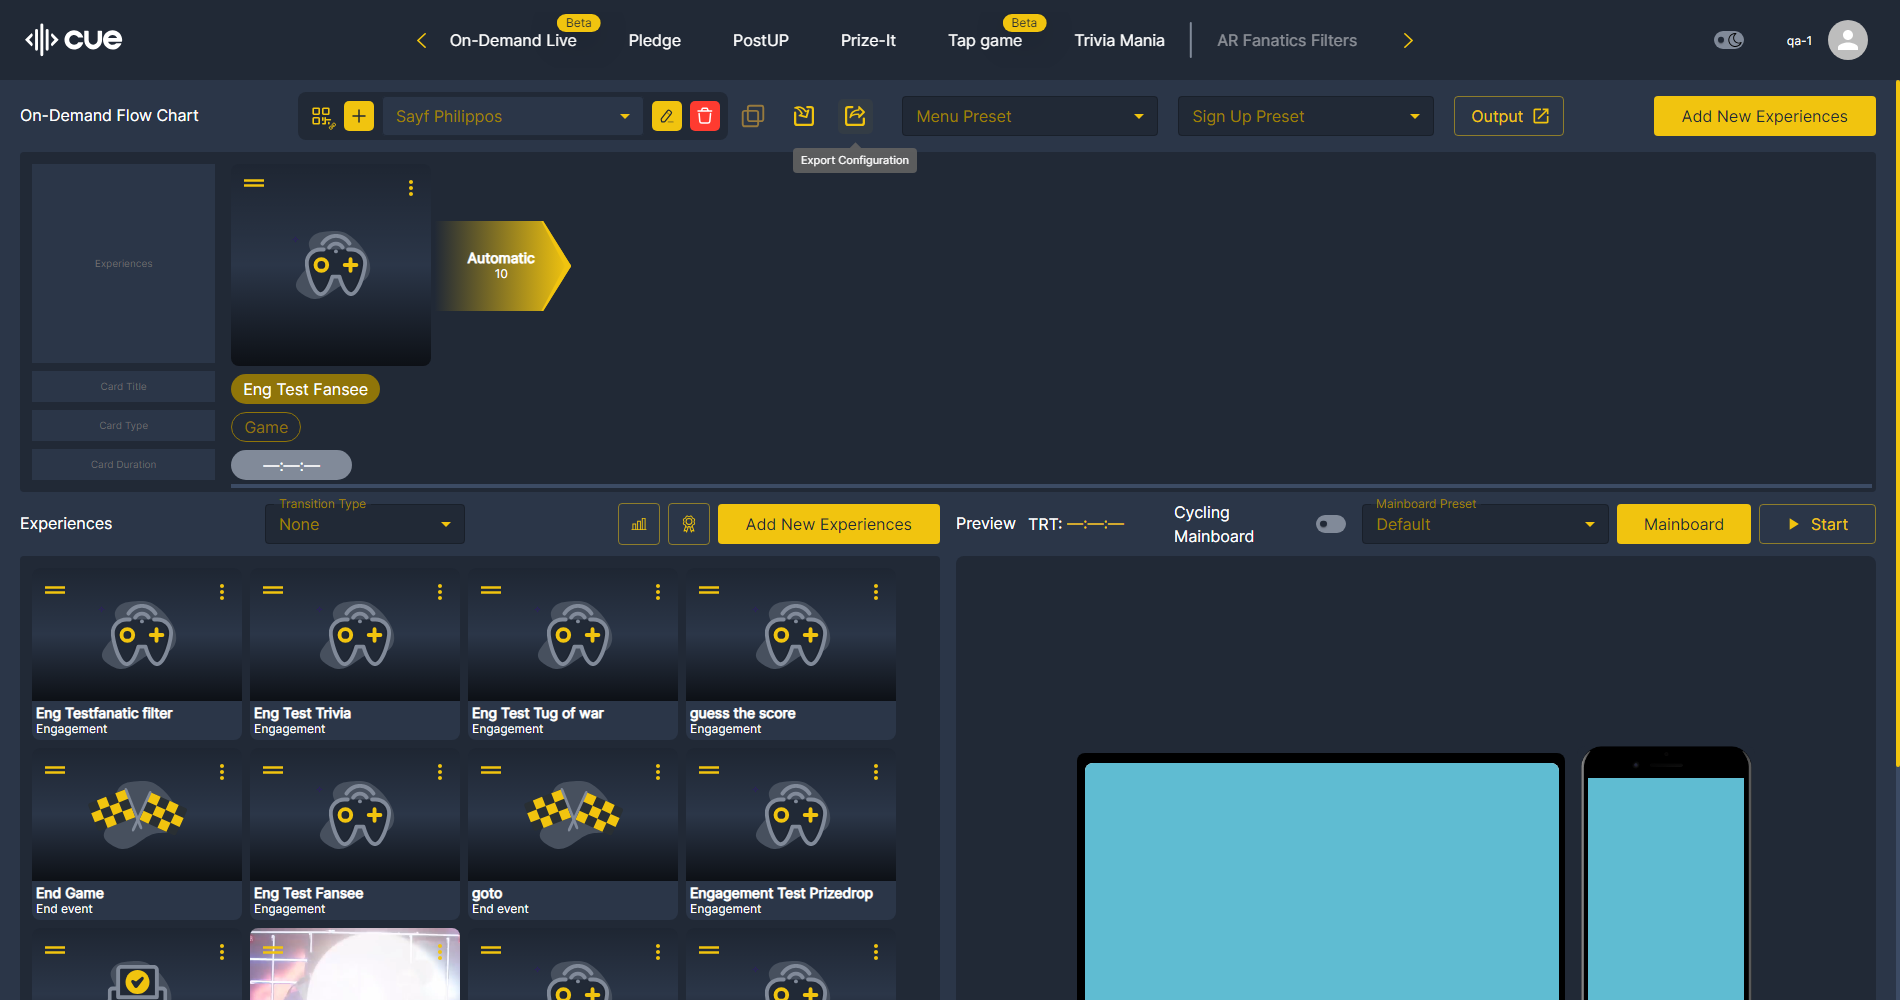 cue
On-Demand Live
Beta
Pledge
PostUP
Prize-It
Tap game
Beta
Trivia Mania
AR Fanatics Filters
qa-1
On-Demand Flow Chart
Sayf Philippos
Menu Preset
Sign Up Preset
Output
Add New Experiences
Export Configuration
Experiences
Automatic
10
Card Title
Eng Test Fansee
Card Type
Game
Card Duration
—:—:—
Experiences
Transition Type
None
Add New Experiences
Preview
TRT: —:—:—
Cycling
Mainboard
Mainboard Preset
Default
Mainboard
Start
Eng Testfanatic filter
Engagement
Eng Test Trivia
Engagement
Eng Test Tug of war
Engagement
guess the score
Engagement
End Game
End event
Eng Test Fansee
Engagement
goto
End event
Engagement Test Prizedrop
Engagement